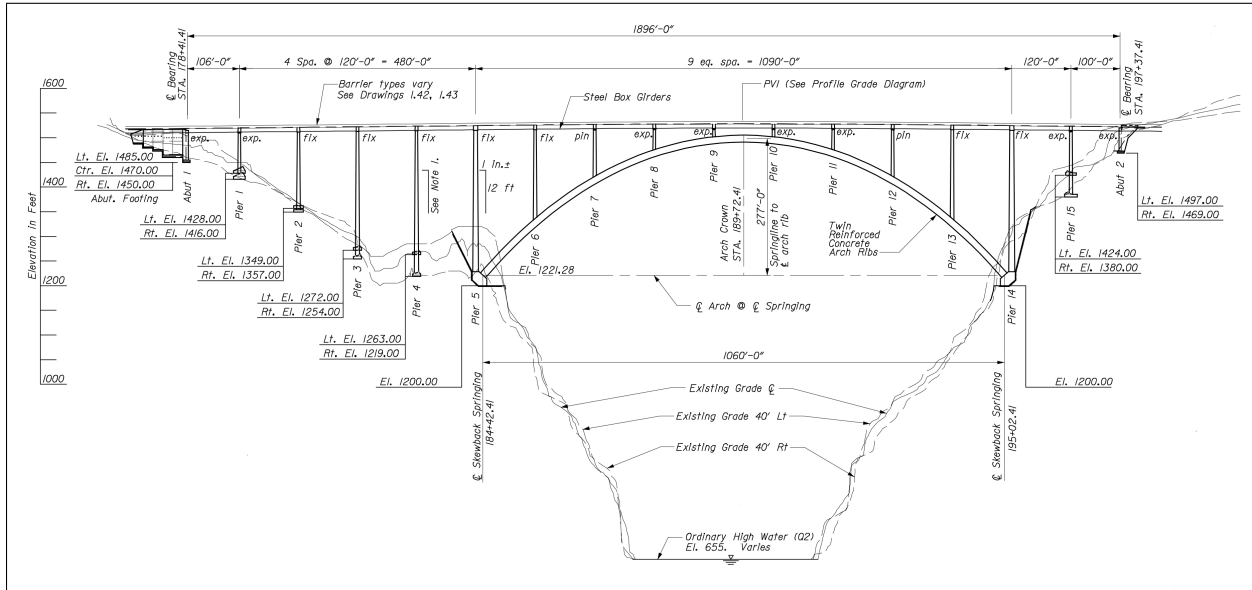 1896'-0"
℄ Bearing
STA. 178+41.41
℄ Bearing
STA. 197+37.41
106'-0"
4 Spa. @ 120'-0" = 480'-0"
9 eq. spa. = 1090'-0"
120'-0"
100'-0"
Barrier types vary
See Drawings 1.42, 1.43
Steel Box Girders
PVI (See Profile Grade Diagram)
Elevation in Feet
1600
1400
1200
1000
exp.
exp.
fix
fix
fix
fix
fix
pin
exp.
exp.
exp.
exp.
pin
fix
fix
exp.
exp.
Lt. El. 1485.00
Ctr. El. 1470.00
Rt. El. 1450.00
Abut. Footing
Abut 1
Pier 1
Lt. El. 1428.00
Rt. El. 1416.00
Pier 2
Lt. El. 1349.00
Rt. El. 1357.00
Pier 3
Lt. El. 1272.00
Rt. El. 1254.00
Pier 4
Lt. El. 1263.00
Rt. El. 1219.00
See Note 1.
1 in.±
12 ft
Pier 5
El. 1200.00
Pier 6
Pier 7
Pier 8
Pier 9
Arch Crown
STA. 189+72.41
277'-0"
Springline to
℄ arch rib
Pier 10
Pier 11
Pier 12
Pier 13
Twin
Reinforced
Concrete
Arch Ribs
Pier 14
El. 1200.00
Pier 15
Lt. El. 1424.00
Rt. El. 1380.00
Abut 2
Lt. El. 1497.00
Rt. El. 1469.00
El. 1221.28
℄ Arch @ ℄ Springing
1060'-0"
℄ Skewback Springing
184+42.41
℄ Skewback Springing
195+02.41
Existing Grade ℄
Existing Grade 40' Lt
Existing Grade 40' Rt
Ordinary High Water (Q2)
El. 655. Varies